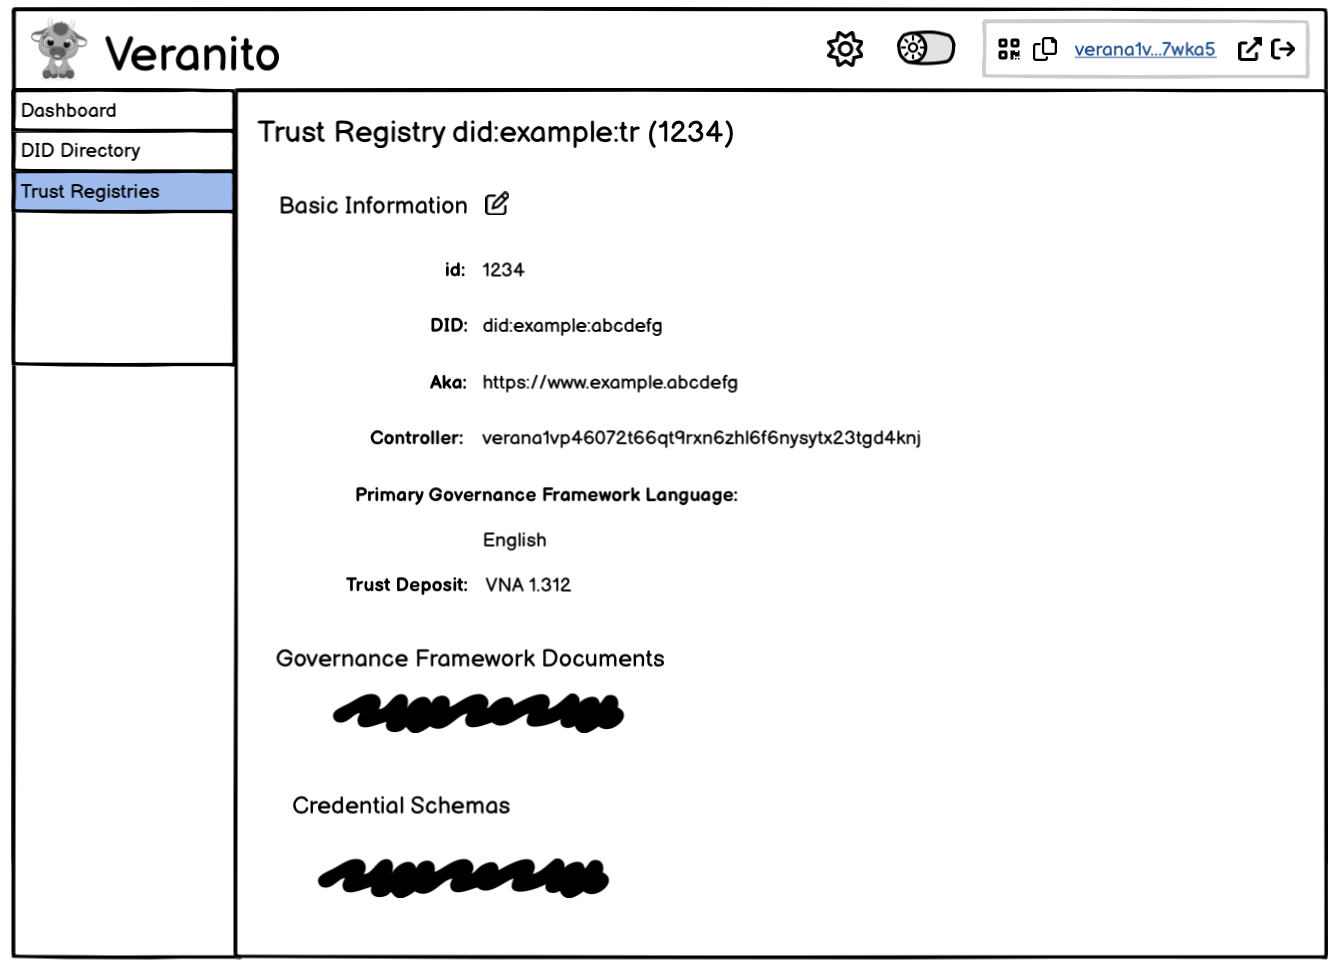 Veranito
verana1v...7wka5
Dashboard
DID Directory
Trust Registries
Trust Registry did:example:tr (1234)
Basic Information
id: 1234
DID: did:example:abcdefg
Aka: https://www.example.abcdefg
Controller: verana1vp46072t66qt9rxn6zhl6f6nysytx23tgd4knj
Primary Governance Framework Language:
English
Trust Deposit: VNA 1.312
Governance Framework Documents
Credential Schemas